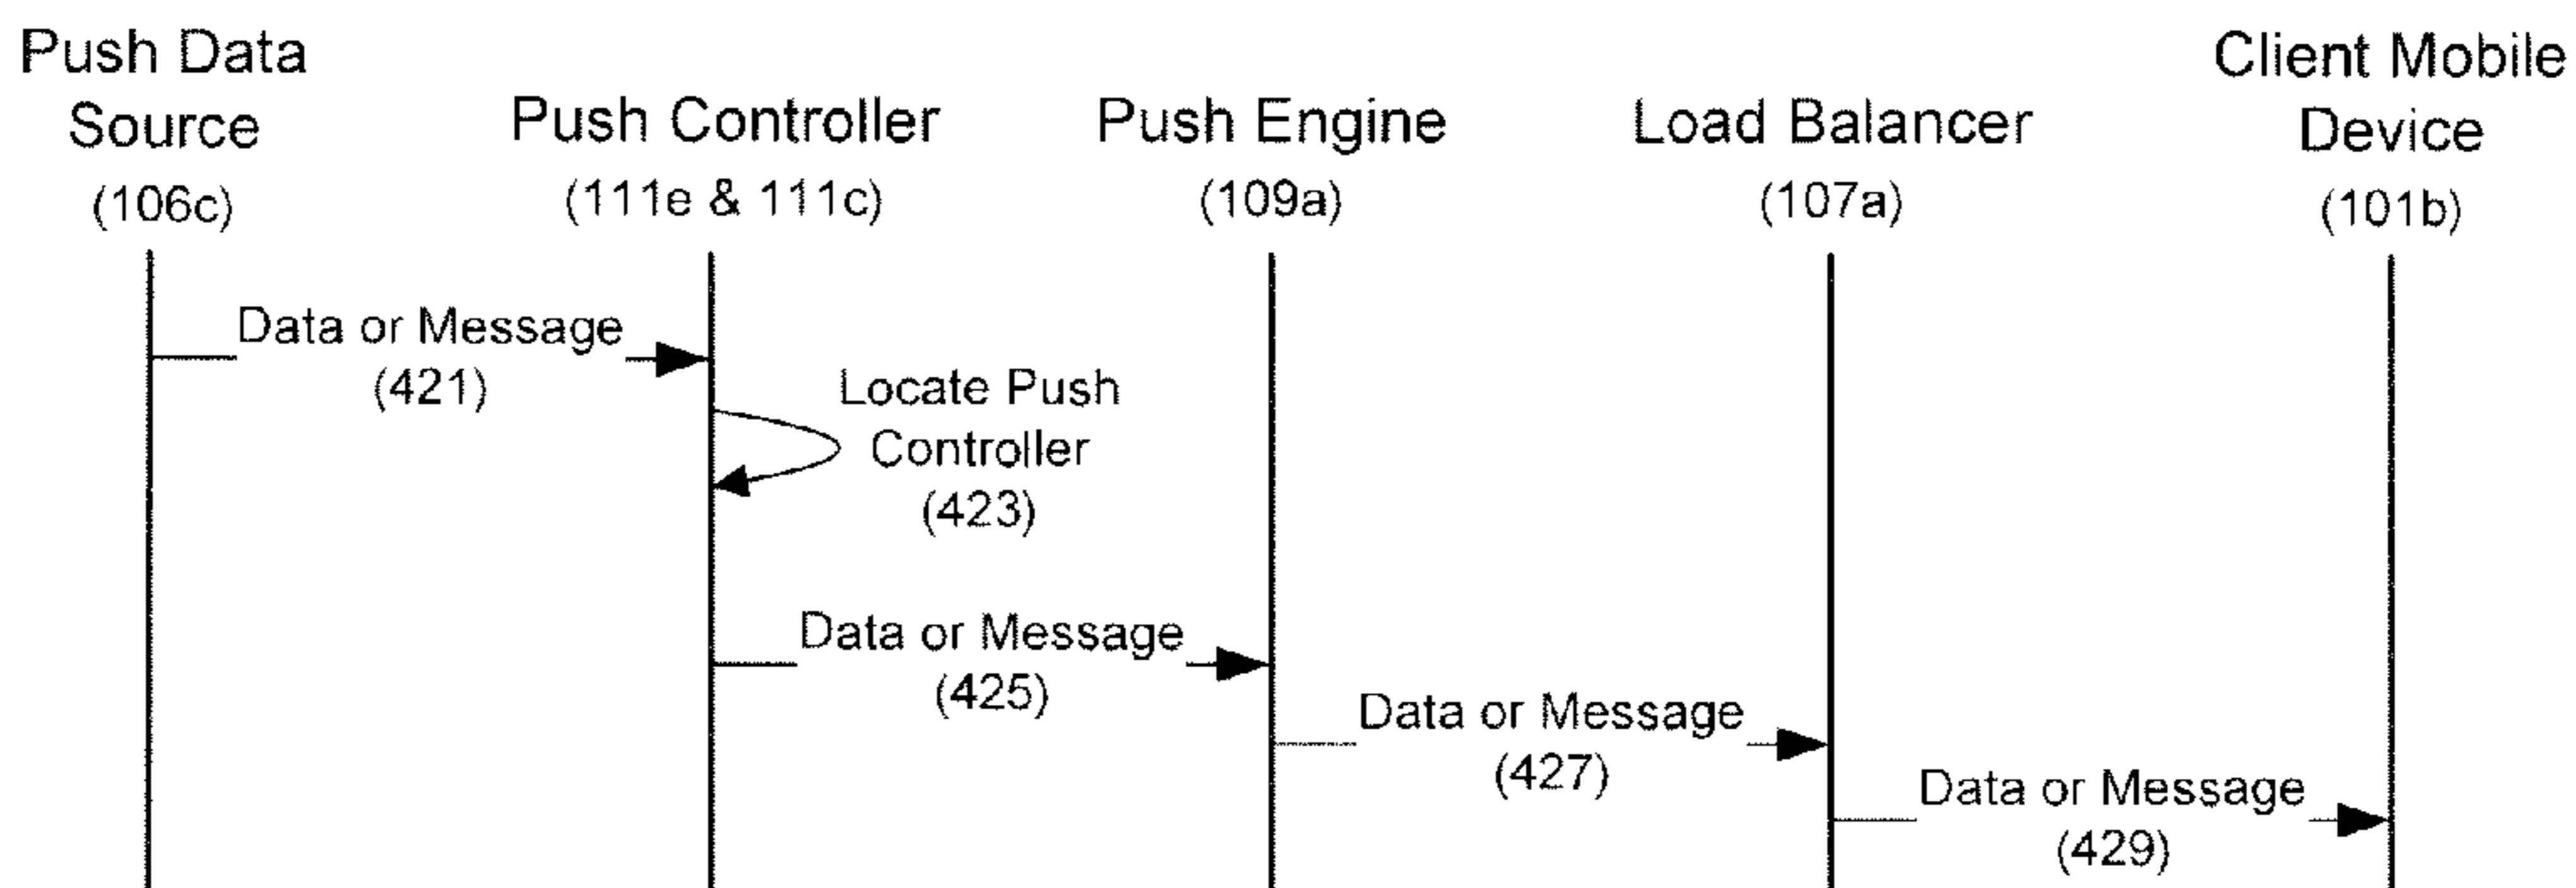 Push Data
Source
(106c)
Push Controller
(111e & 111c)
Push Engine
(109a)
Load Balancer
(107a)
Client Mobile
Device
(101b)
Data or Message
(421)
Locate Push
Controller
(423)
Data or Message
(425)
Data or Message
(427)
Data or Message
(429)